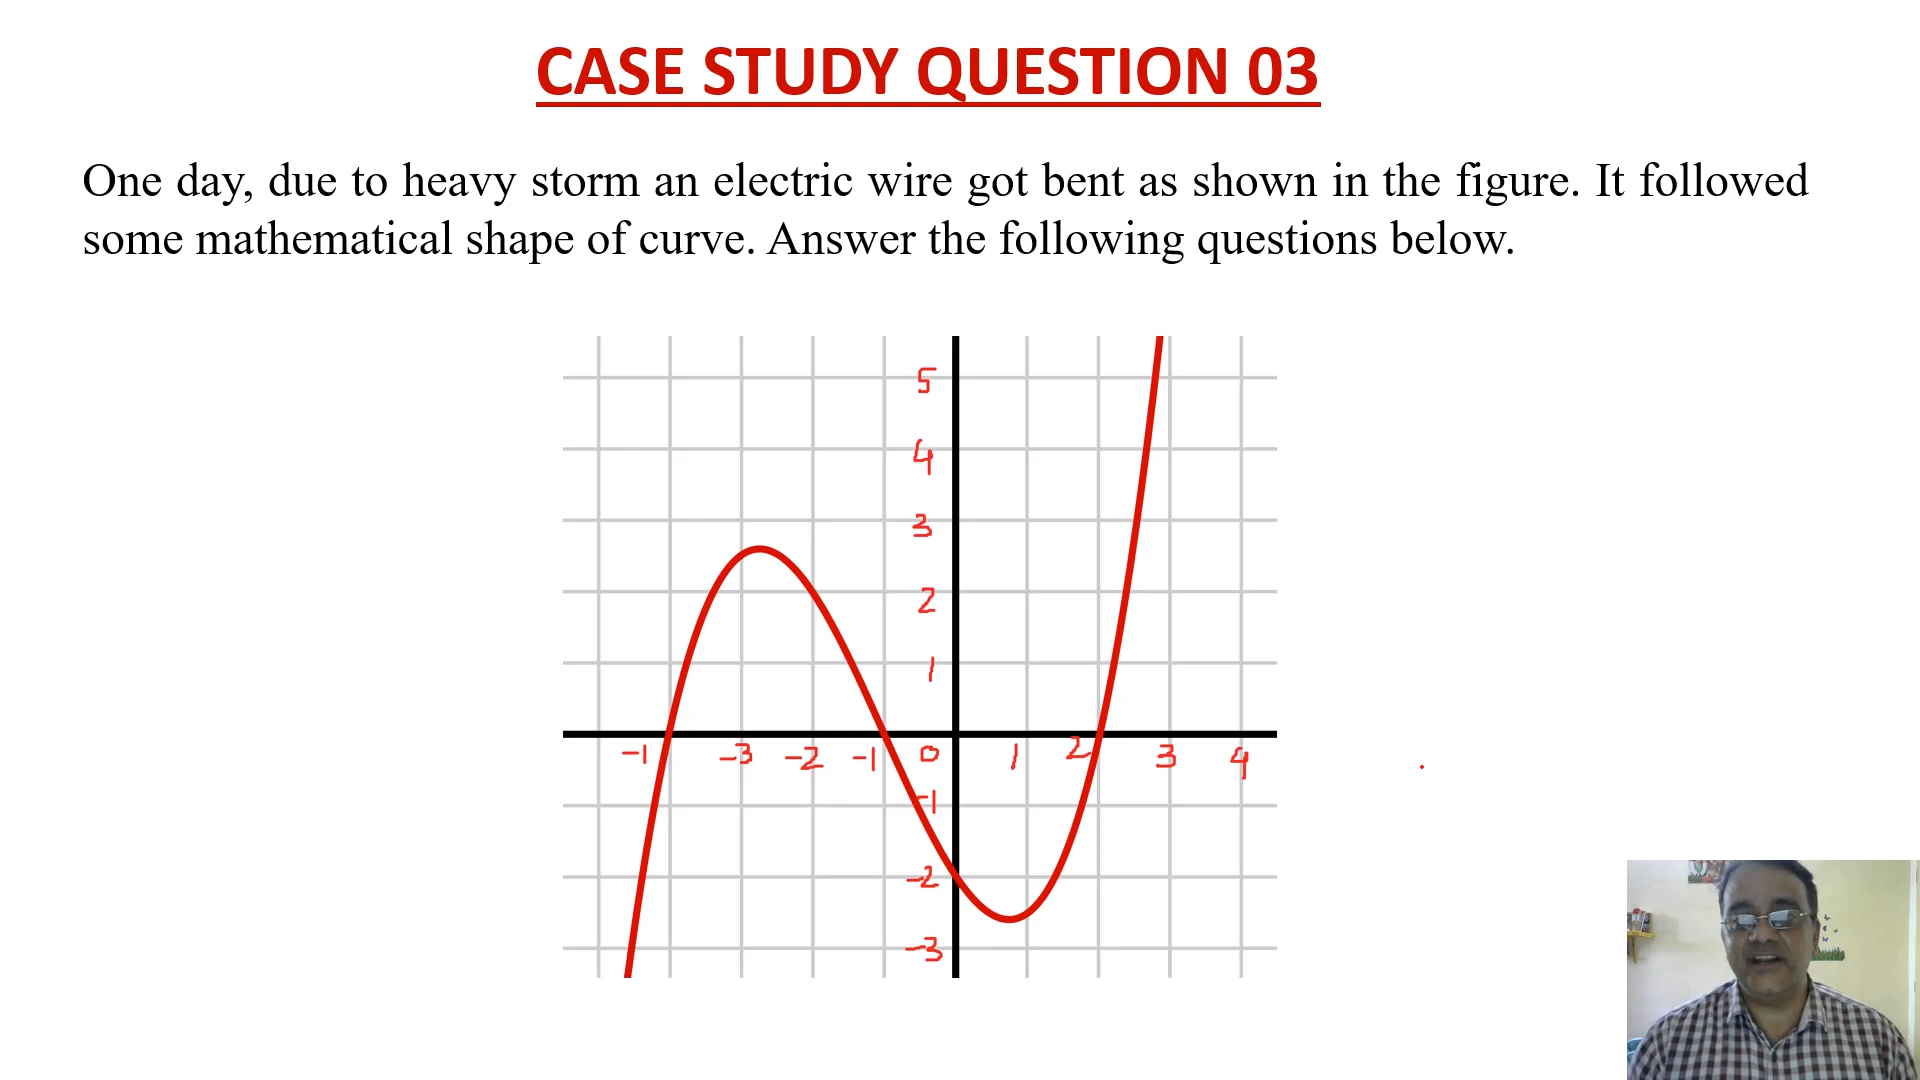 CASE STUDY QUESTION 03
One day, due to heavy storm an electric wire got bent as shown in the figure. It followed
some mathematical shape of curve. Answer the following questions below.
5
4
3
2
1
-1 -3 -2 -1 0 1 2 3 4
-1
-2
-3